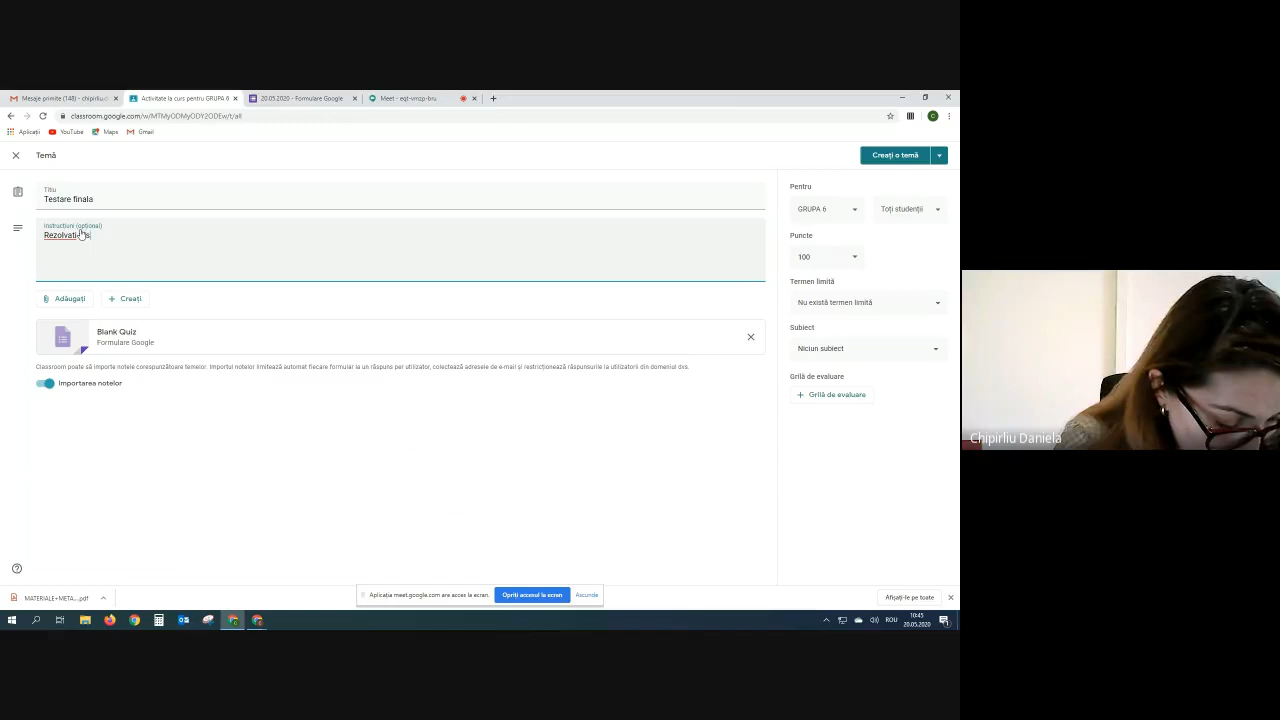 Mesaje primite (148) - chipirliu.c
Activitate la curs pentru GRUPA 6
20.05.2020 - Formulare Google
Meet - eqt-vmzp-bru
classroom.google.com/w/MTMyODMyODY2ODEw/t/all
Aplicații
YouTube
Maps
Gmail
C
Temă
Creați o temă
Titlu
Testare finala
Instrucțiuni (opțional)
Rezolvati
Adăugați
Creați
Blank Quiz
Formulare Google
Classroom poate să importe notele corespunzătoare temelor. Importul notelor limitează automat fiecare formular la un răspuns per utilizator, colectează adresele de e-mail și restricționează răspunsurile la utilizatorii din domeniul dvs.
Importarea notelor
Pentru
GRUPA 6
Toți studenții
Puncte
100
Termen limită
Nu există termen limită
Subiect
Niciun subiect
Grilă de evaluare
Grilă de evaluare
Chipirliu Daniela
Aplicația meet.google.com are acces la ecran.
Opriți accesul la ecran
Ascunde
MATERIALE+META....pdf
Afișați-le pe toate
ROU
10:45
20.05.2020